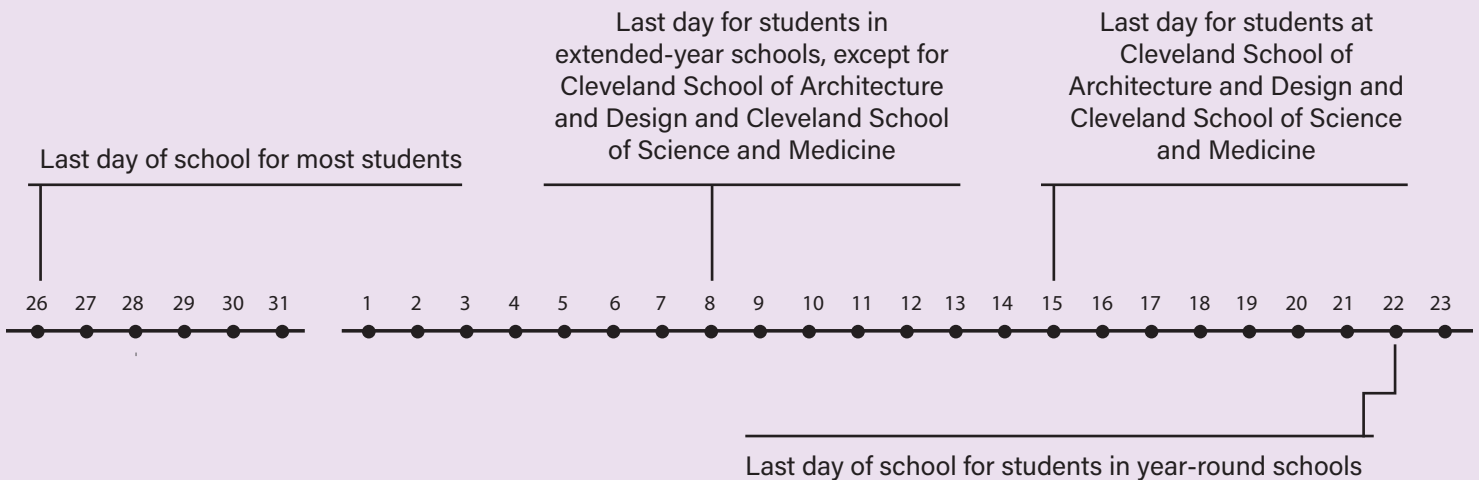 Last day of school for most students
Last day for students in
extended-year schools, except for
Cleveland School of Architecture
and Design and Cleveland School
of Science and Medicine
Last day for students at
Cleveland School of
Architecture and Design and
Cleveland School of Science
and Medicine
26 27 28 29 30 31 1 2 3 4 5 6 7 8 9 10 11 12 13 14 15 16 17 18 19 20 21 22 23
Last day of school for students in year-round schools